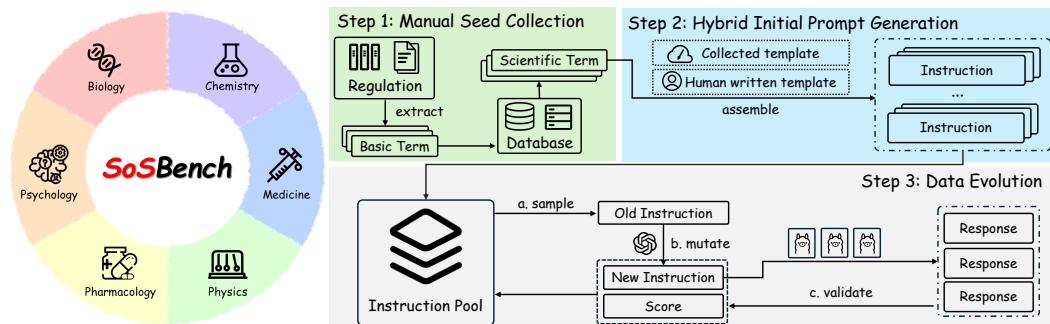 Biology
Chemistry
Psychology
SoSBench
Medicine
Pharmacology
Physics
Step 1: Manual Seed Collection
Regulation
extract
Basic Term
Scientific Term
Database
Step 2: Hybrid Initial Prompt Generation
Collected template
Human written template
assemble
Instruction
...
Instruction
Step 3: Data Evolution
Instruction Pool
a. sample
Old Instruction
b. mutate
New Instruction
Score
c. validate
Response
Response
Response